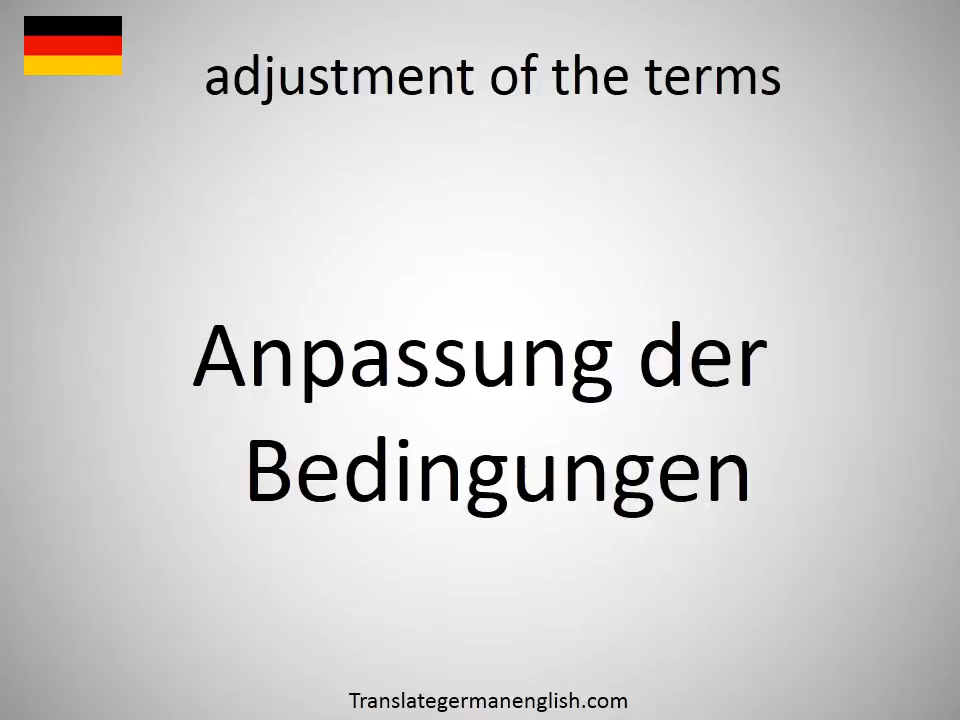 adjustment of the terms
Anpassung der
Bedingungen
Translategermanenglish.com